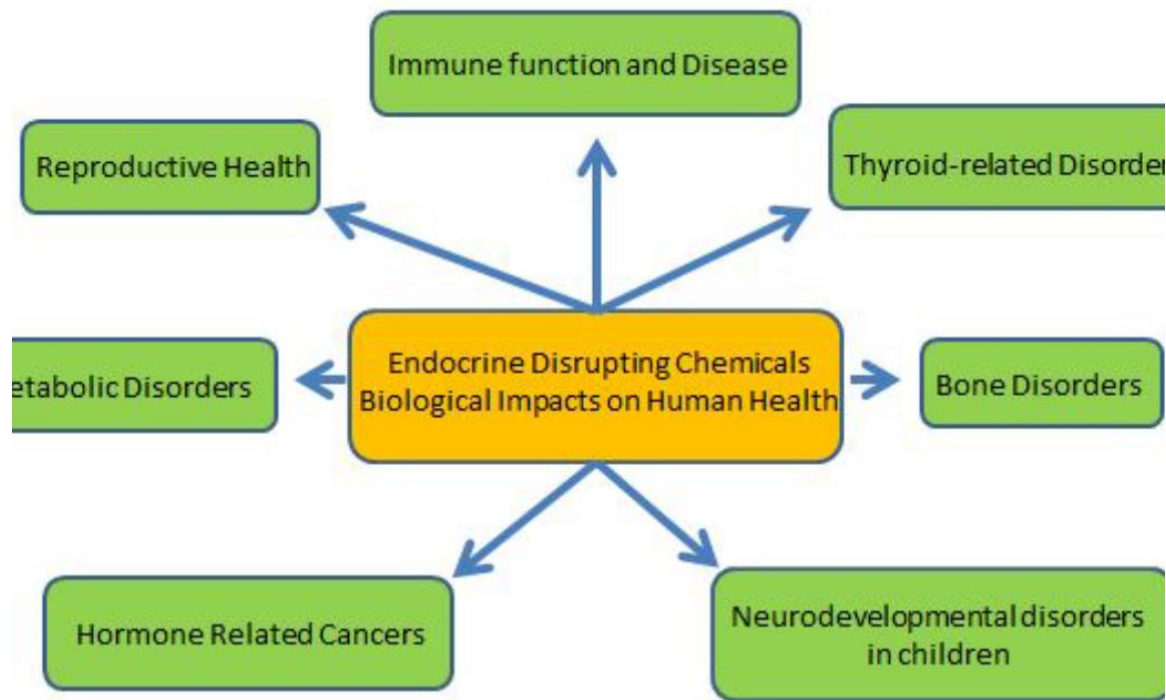 Immune function and Disease
Reproductive Health
Thyroid-related Disorder
etabolic Disorders
Endocrine Disrupting Chemicals
Biological Impacts on Human Health
Bone Disorders
Hormone Related Cancers
Neurodevelopmental disorders
in children